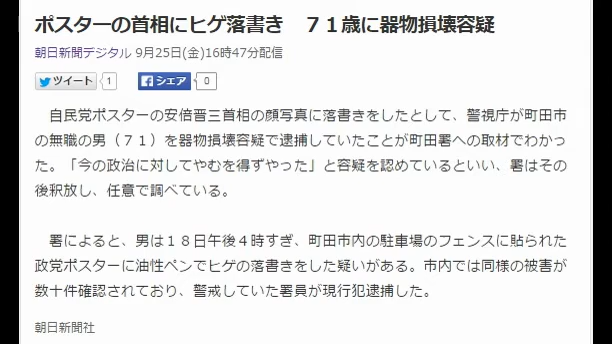 ポスターの首相にヒゲ落書き　７１歳に器物損壊容疑
朝日新聞デジタル 9月25日(金)16時47分配信
ツイート 1 シェア 0
　自民党ポスターの安倍晋三首相の顔写真に落書きをしたとして、警視庁が町田市
の無職の男（７１）を器物損壊容疑で逮捕していたことが町田署への取材でわかっ
た。「今の政治に対してやむを得ずやった」と容疑を認めているといい、署はその
後釈放し、任意で調べている。
　署によると、男は１８日午後４時すぎ、町田市内の駐車場のフェンスに貼られた
政党ポスターに油性ペンでヒゲの落書きをした疑いがある。市内では同様の被害が
数十件確認されており、警戒していた署員が現行犯逮捕した。
朝日新聞社